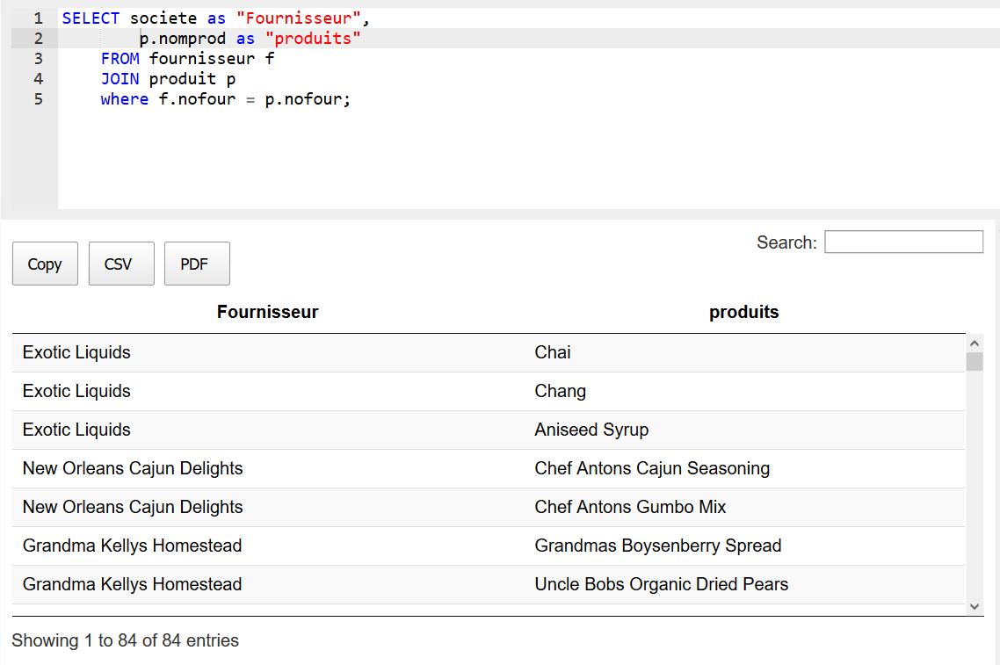 1 SELECT societe as "Fournisseur",
2 p.nomprod as "produits"
3 FROM fournisseur f
4 JOIN produit p
5 where f.nofour = p.nofour;
Search:
Copy CSV PDF
Fournisseur produits
Exotic Liquids Chai
Exotic Liquids Chang
Exotic Liquids Aniseed Syrup
New Orleans Cajun Delights Chef Antons Cajun Seasoning
New Orleans Cajun Delights Chef Antons Gumbo Mix
Grandma Kellys Homestead Grandmas Boysenberry Spread
Grandma Kellys Homestead Uncle Bobs Organic Dried Pears
Showing 1 to 84 of 84 entries